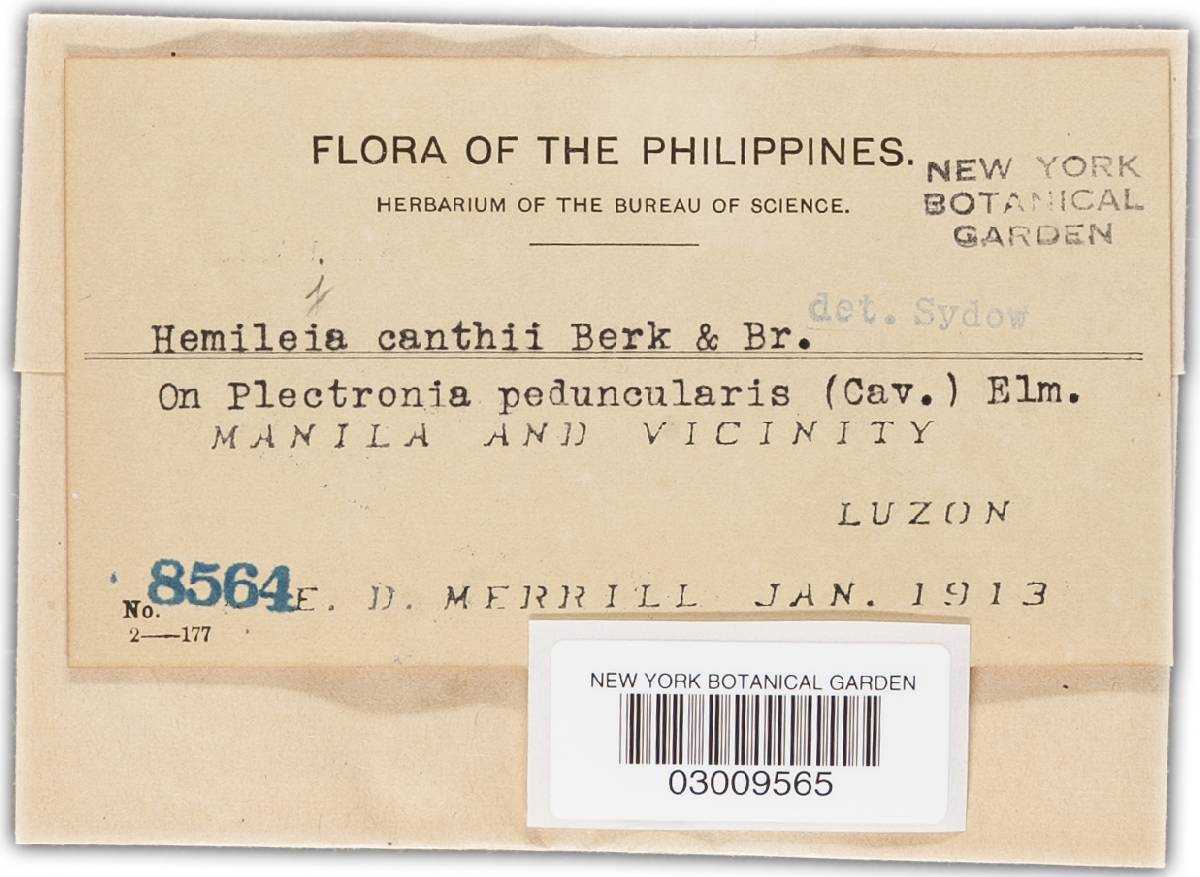 FLORA OF THE PHILIPPINES.
HERBARIUM OF THE BUREAU OF SCIENCE.
NEW YORK
BOTANICAL
GARDEN
det. Sydow
Hemileia canthii Berk & Br.
On Plectronia peduncularis (Cav.) Elm.
MANILA AND VICINITY
LUZON
No. 8564 E. D. MERRILL JAN. 1913
2—177
NEW YORK BOTANICAL GARDEN
03009565